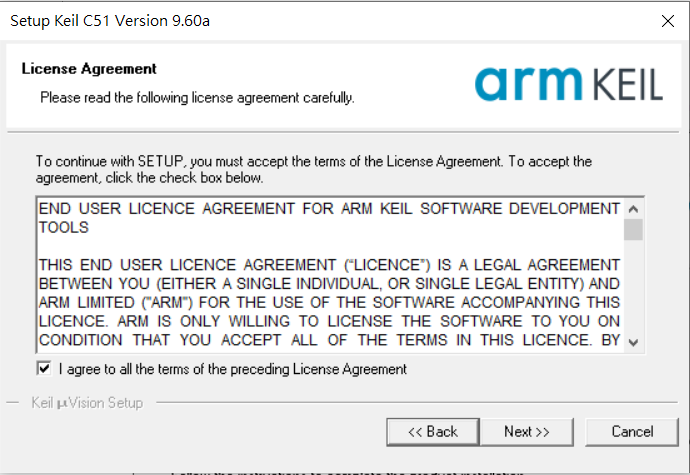 Setup Keil C51 Version 9.60a
License Agreement
Please read the following license agreement carefully.
arm KEIL
To continue with SETUP, you must accept the terms of the License Agreement. To accept the
agreement, click the check box below.
END USER LICENCE AGREEMENT FOR ARM KEIL SOFTWARE DEVELOPMENT
TOOLS
THIS END USER LICENCE AGREEMENT (“LICENCE”) IS A LEGAL AGREEMENT
BETWEEN YOU (EITHER A SINGLE INDIVIDUAL, OR SINGLE LEGAL ENTITY) AND
ARM LIMITED ("ARM") FOR THE USE OF THE SOFTWARE ACCOMPANYING THIS
LICENCE. ARM IS ONLY WILLING TO LICENSE THE SOFTWARE TO YOU ON
CONDITION THAT YOU ACCEPT ALL OF THE TERMS IN THIS LICENCE. BY
I agree to all the terms of the preceding License Agreement
Keil µVision Setup
<< Back
Next >>
Cancel